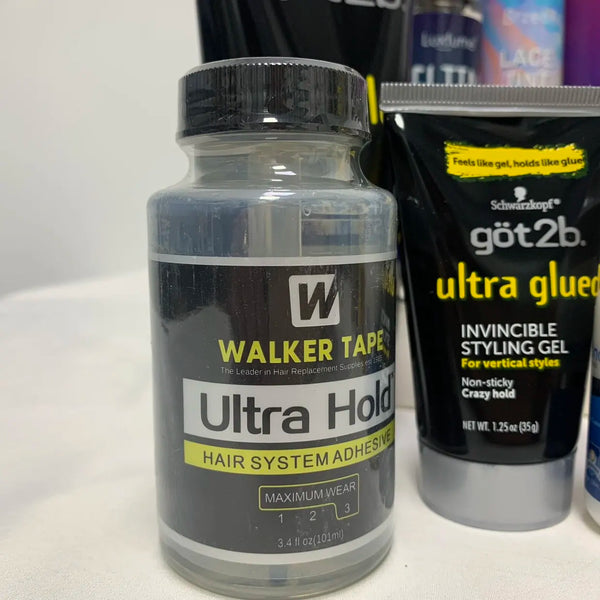 W
WALKER TAPE
The Leader in Hair Replacement Supplies
Ultra Hold
HAIR SYSTEM ADHESIVE
MAXIMUM WEAR
1 - 2 3
3.4 fl oz(101ml)
Feels like gel, holds like glue
Schwarzkopf
göt2b.
ultra glued
INVINCIBLE
STYLING GEL
For vertical styles
Non-sticky
Crazy hold
NET WT. 1.25 oz (35g)
LACE
TINT